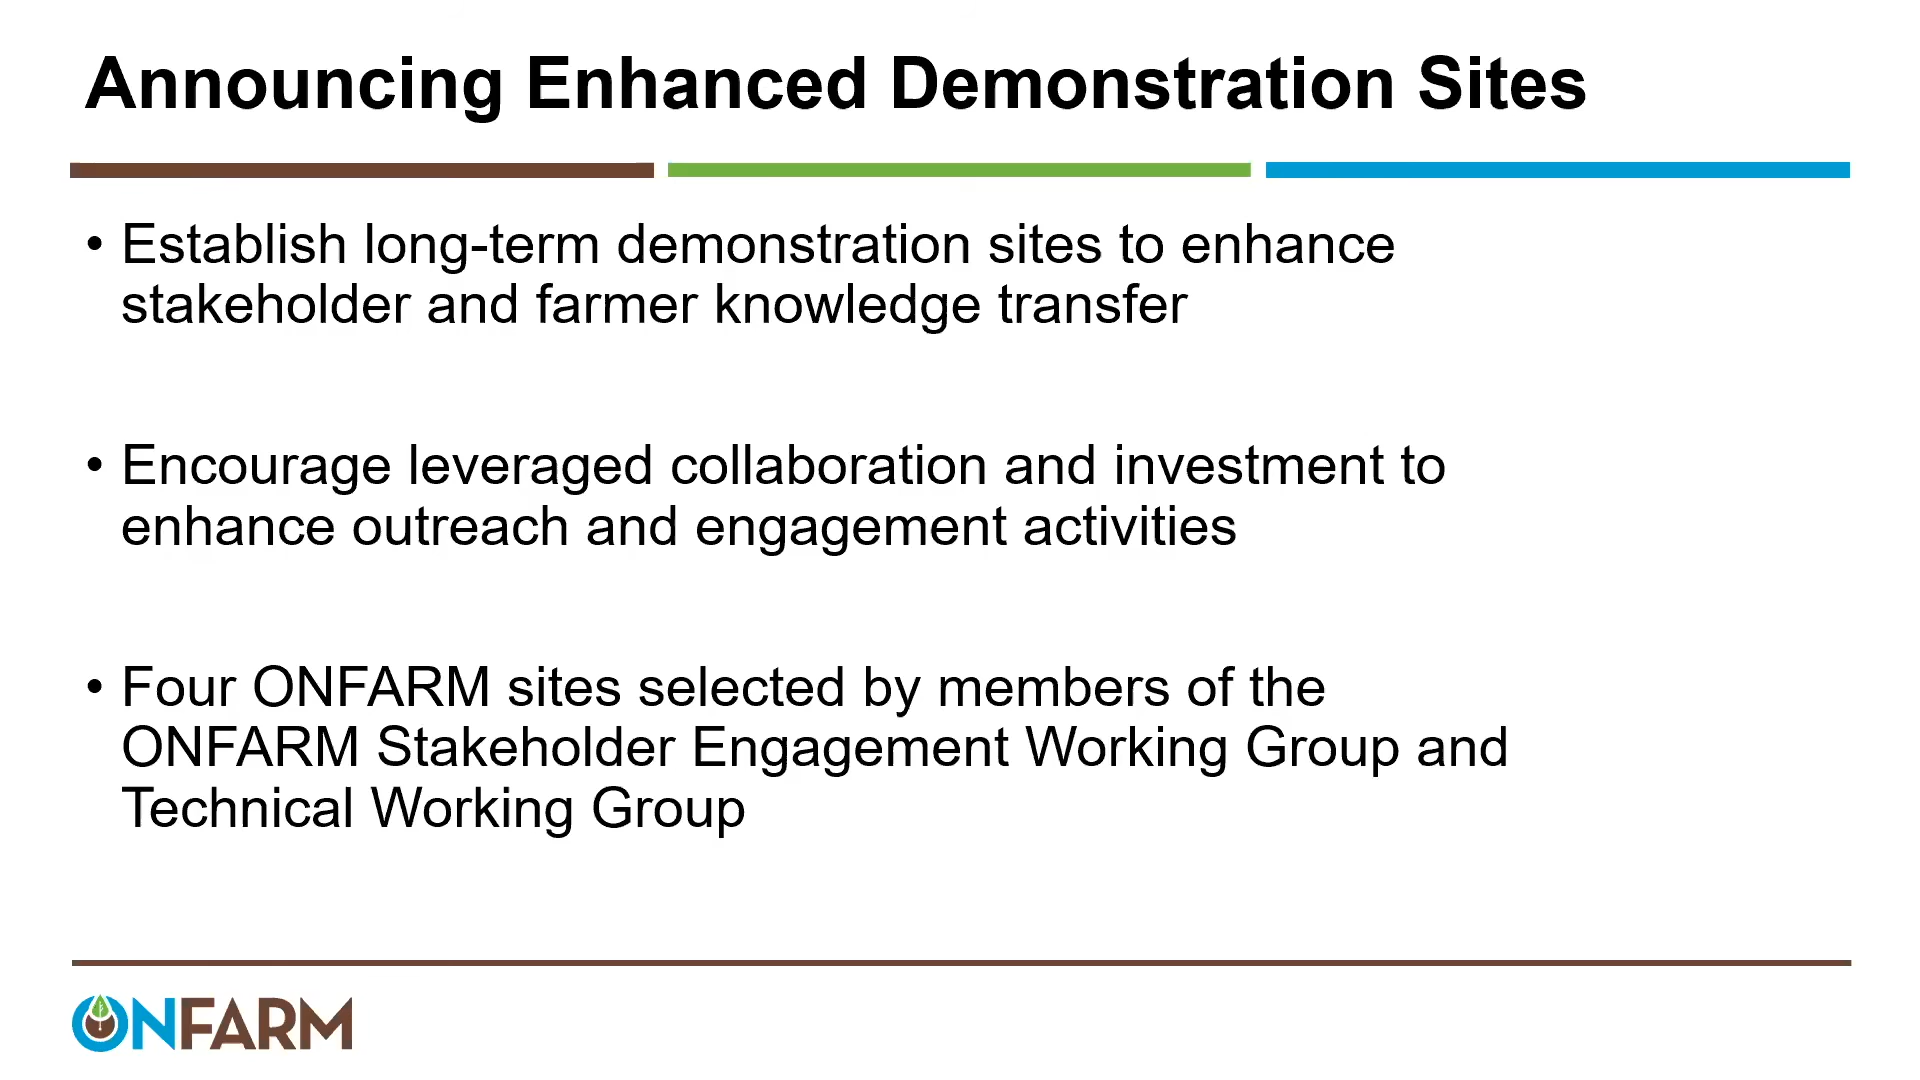 Announcing Enhanced Demonstration Sites
• Establish long-term demonstration sites to enhance
stakeholder and farmer knowledge transfer
• Encourage leveraged collaboration and investment to
enhance outreach and engagement activities
• Four ONFARM sites selected by members of the
ONFARM Stakeholder Engagement Working Group and
Technical Working Group
ONFARM